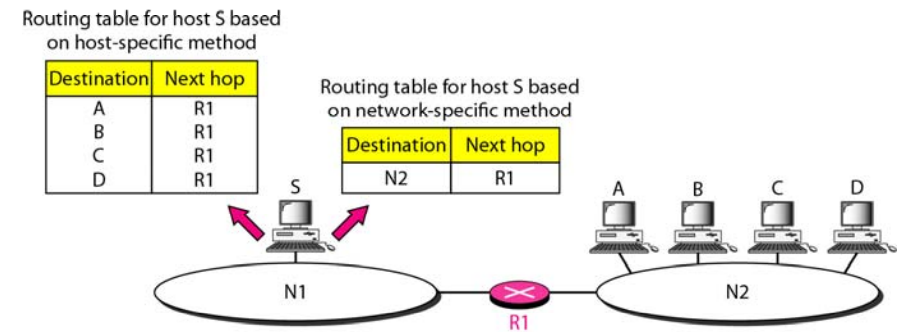 Routing table for host S based
on host-specific method
Destination Next hop
A R1
B R1
C R1
D R1
Routing table for host S based
on network-specific method
Destination Next hop
N2 R1
S
A B C D
N1
N2
R1